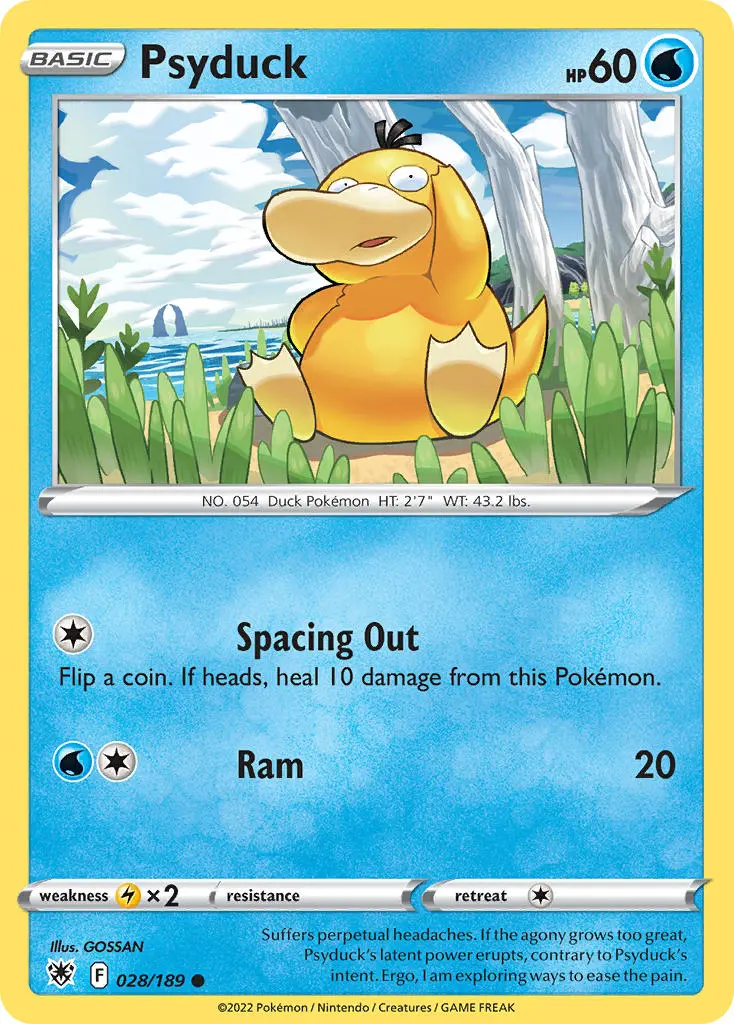 BASIC Psyduck HP60
NO. 054 Duck Pokémon HT: 2'7" WT: 43.2 lbs.
Spacing Out
Flip a coin. If heads, heal 10 damage from this Pokémon.
Ram 20
weakness ×2 resistance retreat
Illus. GOSSAN
F 028/189
Suffers perpetual headaches. If the agony grows too great,
Psyduck's latent power erupts, contrary to Psyduck's
intent. Ergo, I am exploring ways to ease the pain.
©2022 Pokémon / Nintendo / Creatures / GAME FREAK